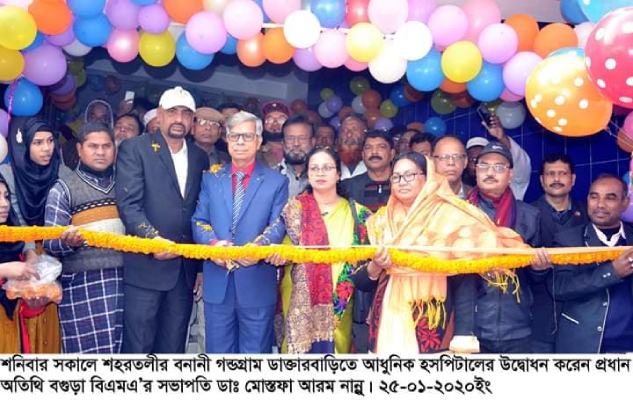 শনিবার সকালে শহরতলীর বনানী গন্ডগ্রাম ডাক্তারবাড়িতে আধুনিক হসপিটালের উদ্বোধন করেন প্রধান
অতিথি বগুড়া বিএমএ'র সভাপতি ডাঃ মোস্তফা আরম নান্নু। ২৫-০১-২০২০ইং